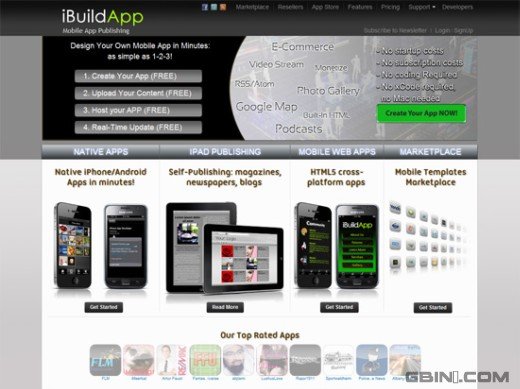 iBuildApp
Mobile App Publishing
Marketplace Resellers App Store Features Pricing Support Developers
Subscribe to Newsletter | Login | SignUp
Design Your Own Mobile App in Minutes:
as simple as 1-2-3!
1. Create Your App (FREE)
2. Upload Your Content (FREE)
3. Host your APP (FREE)
4. Real-Time Update (FREE)
E-Commerce
Video Stream
Monetize
RSS/Atom
Photo Gallery
Google Map
Built-in HTML
Podcasts
- No startup costs
- No subscription costs
- No coding Required
- No XCode required,
no Mac needed
Create Your App NOW!
NATIVE APPS
IPAD PUBLISHING
MOBILE WEB APPS
MARKETPLACE
Native iPhone/Android
Apps in minutes!
Self-Publishing: magazines,
newspapers, blogs
HTML5 cross-
platform apps
Mobile Templates
Marketplace
Community
iBuildApp
Get Started
Read More
Get Started
Get Started
Our Top Rated Apps
FLM
FLM
GBIN1.COM